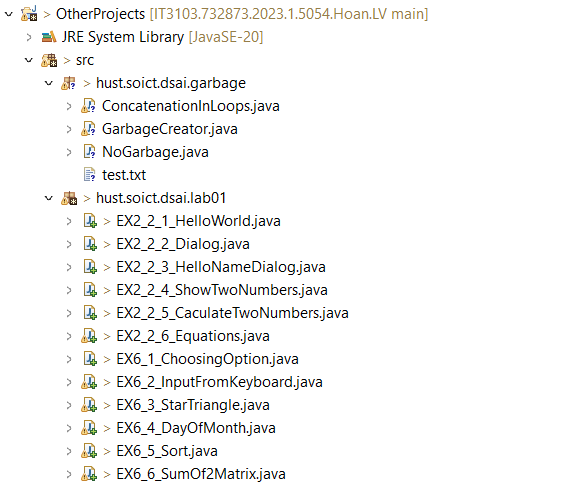 > OtherProjects [IT3103.732873.2023.1.5054.Hoan.LV main]
JRE System Library [JavaSE-20]
> src
> hust.soict.dsai.garbage
ConcatenationInLoops.java
GarbageCreator.java
NoGarbage.java
test.txt
> hust.soict.dsai.lab01
> EX2_2_1_HelloWorld.java
> EX2_2_2_Dialog.java
> EX2_2_3_HelloNameDialog.java
> EX2_2_4_ShowTwoNumbers.java
> EX2_2_5_CaculateTwoNumbers.java
> EX2_2_6_Equations.java
> EX6_1_ChoosingOption.java
> EX6_2_InputFromKeyboard.java
> EX6_3_StarTriangle.java
> EX6_4_DayOfMonth.java
> EX6_5_Sort.java
> EX6_6_SumOf2Matrix.java